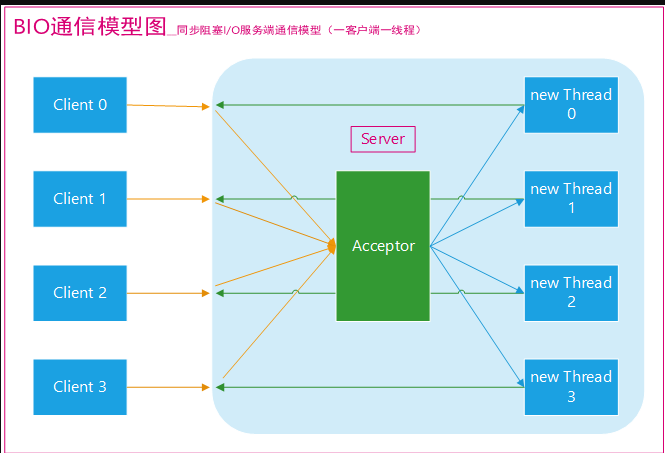 BIO通信模型图__同步阻塞I/O服务端通信模型（一客户端一线程）
Client 0
new Thread
0
Server
Client 1
new Thread
1
Acceptor
Client 2
new Thread
2
Client 3
new Thread
3